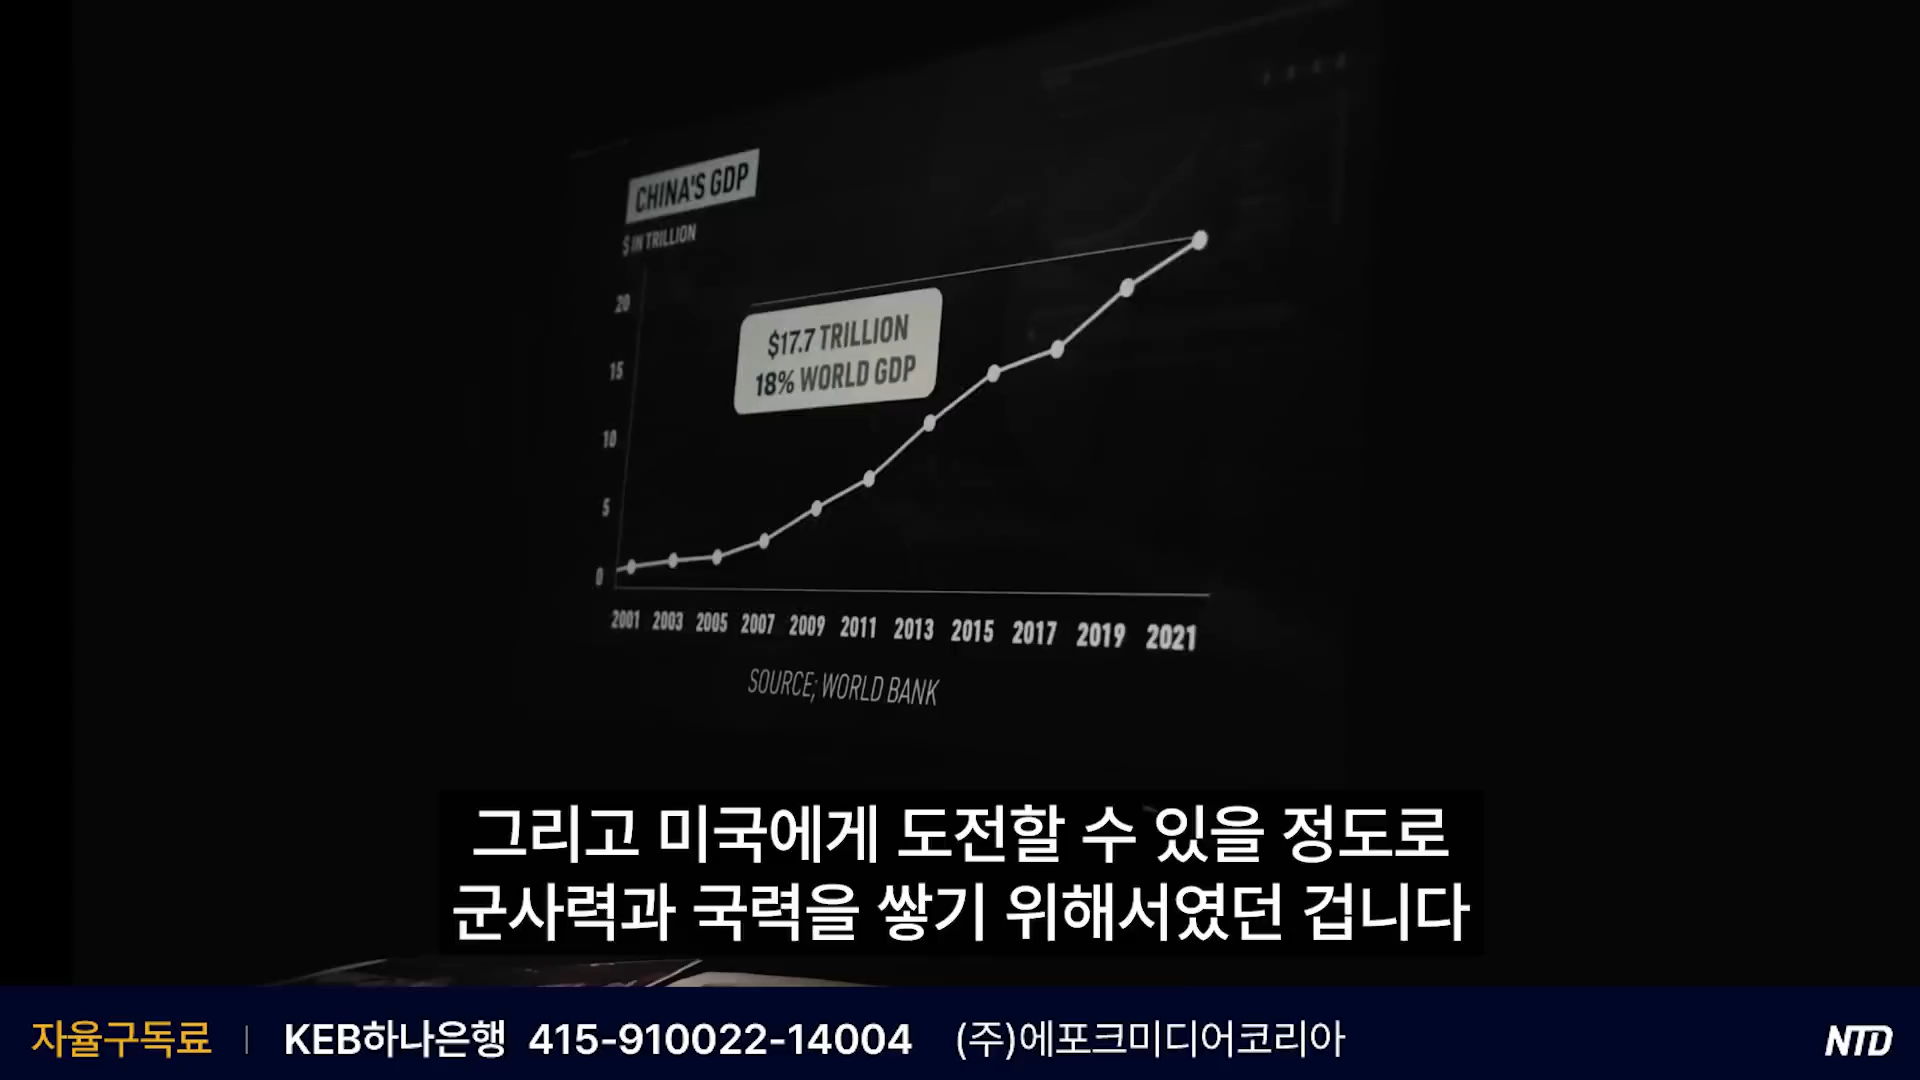 CHINA'S GDP
$ IN TRILLION
20
15
10
5
0
$17.7 TRILLION
18% WORLD GDP
2001 2003 2005 2007 2009 2011 2013 2015 2017 2019 2021
SOURCE; WORLD BANK
그리고 미국에게 도전할 수 있을 정도로
군사력과 국력을 쌓기 위해서였던 겁니다
자율구독료 | KEB하나은행 415-910022-14004 (주)에포크미디어코리아
NTD